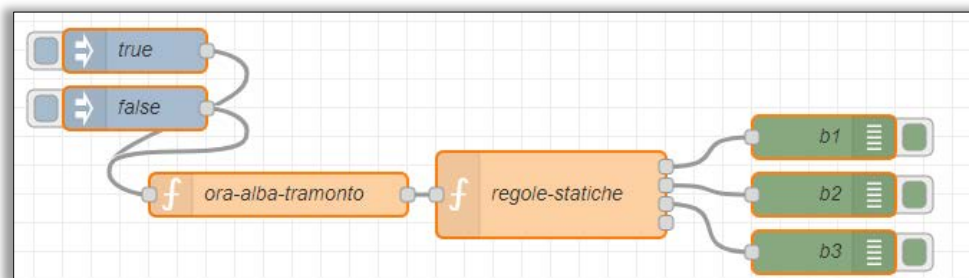 true
false
ora-alba-tramonto
regole-statiche
b1
b2
b3